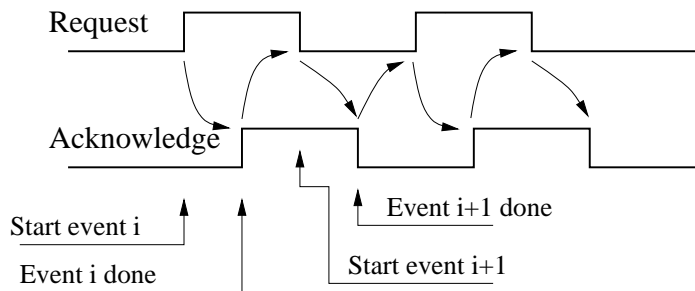 Request
Acknowledge
Start event i
Event i+1 done
Event i done
Start event i+1